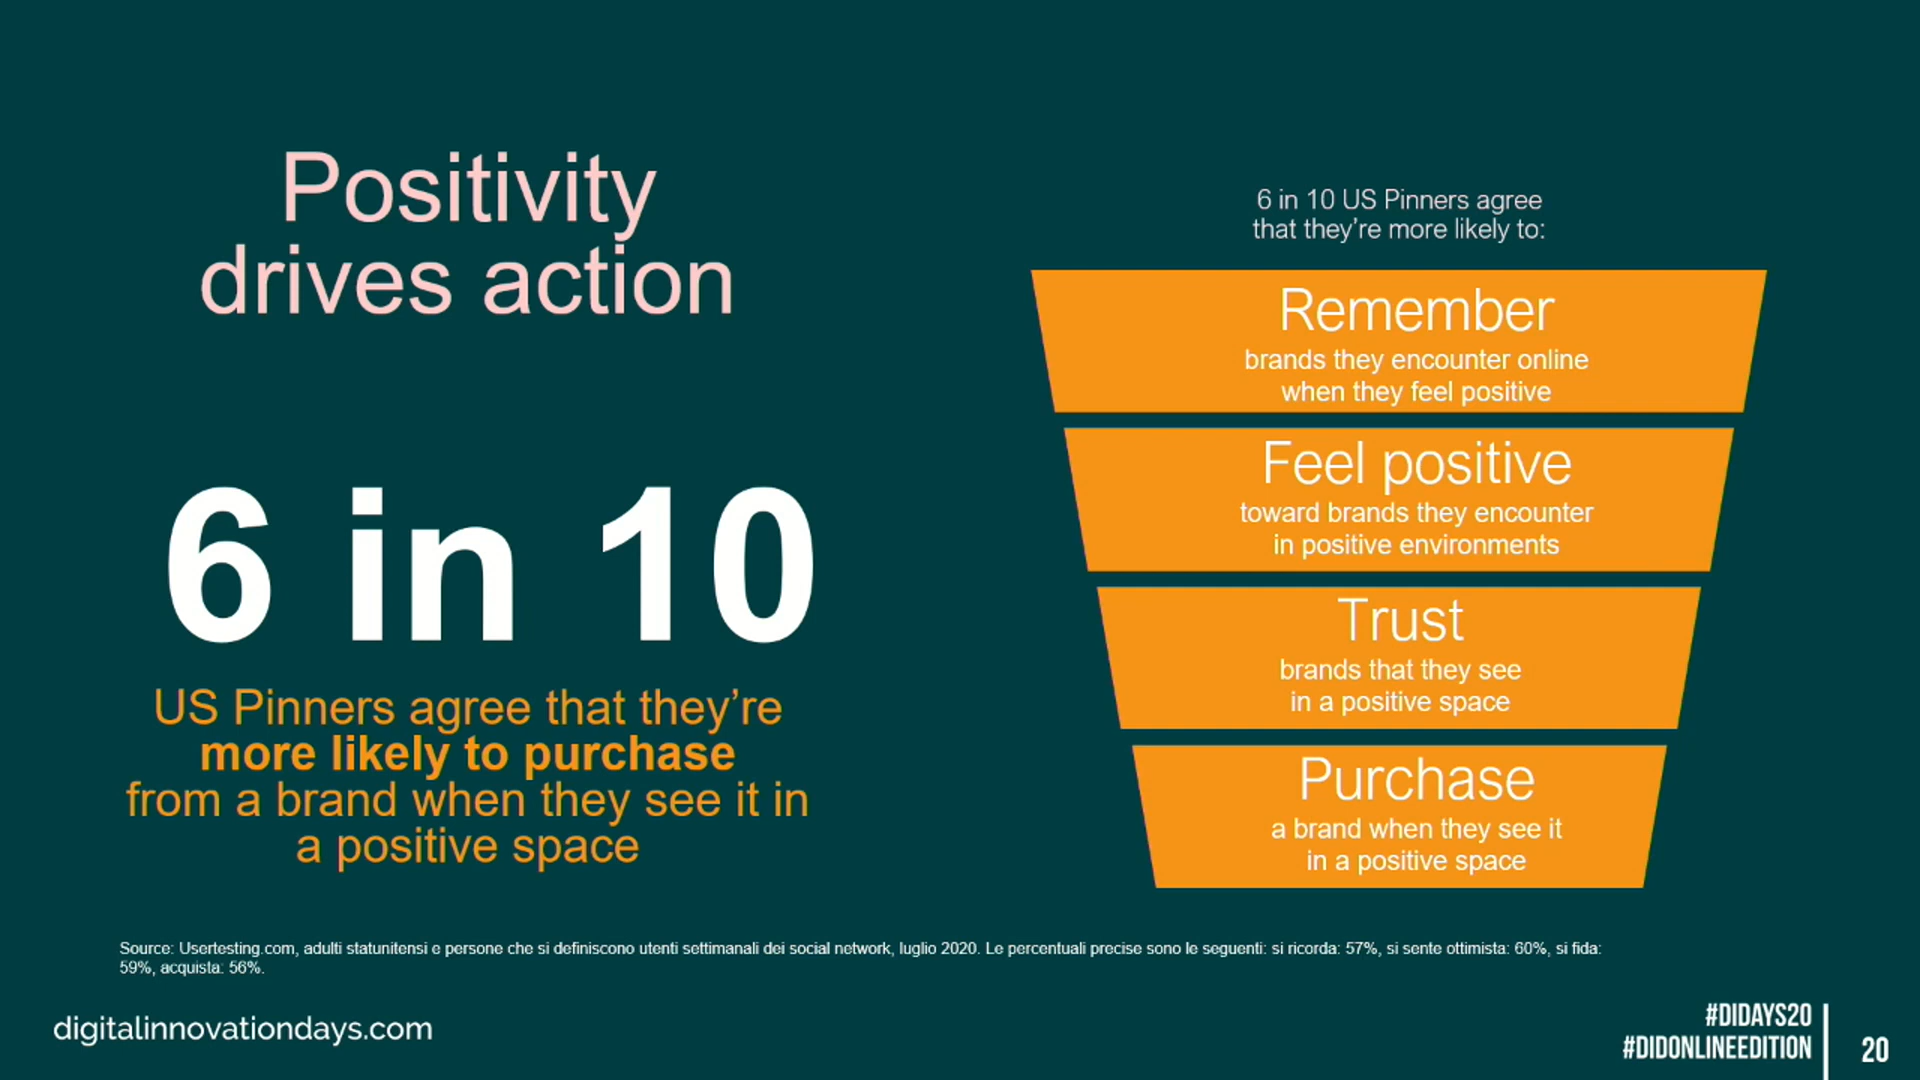 Positivity
drives action
6 in 10
US Pinners agree that they’re
more likely to purchase
from a brand when they see it in
a positive space
6 in 10 US Pinners agree
that they’re more likely to:
Remember
brands they encounter online
when they feel positive
Feel positive
toward brands they encounter
in positive environments
Trust
brands that they see
in a positive space
Purchase
a brand when they see it
in a positive space
Source: Usertesting.com, adulti statunitensi e persone che si definiscono utenti settimanali dei social network, luglio 2020. Le percentuali precise sono le seguenti: si ricorda: 57%, si sente ottimista: 60%, si fida:
59%, acquista: 56%.
digitalinnovationdays.com
#DIDAYS20
#DIDONLINEEDITION
20